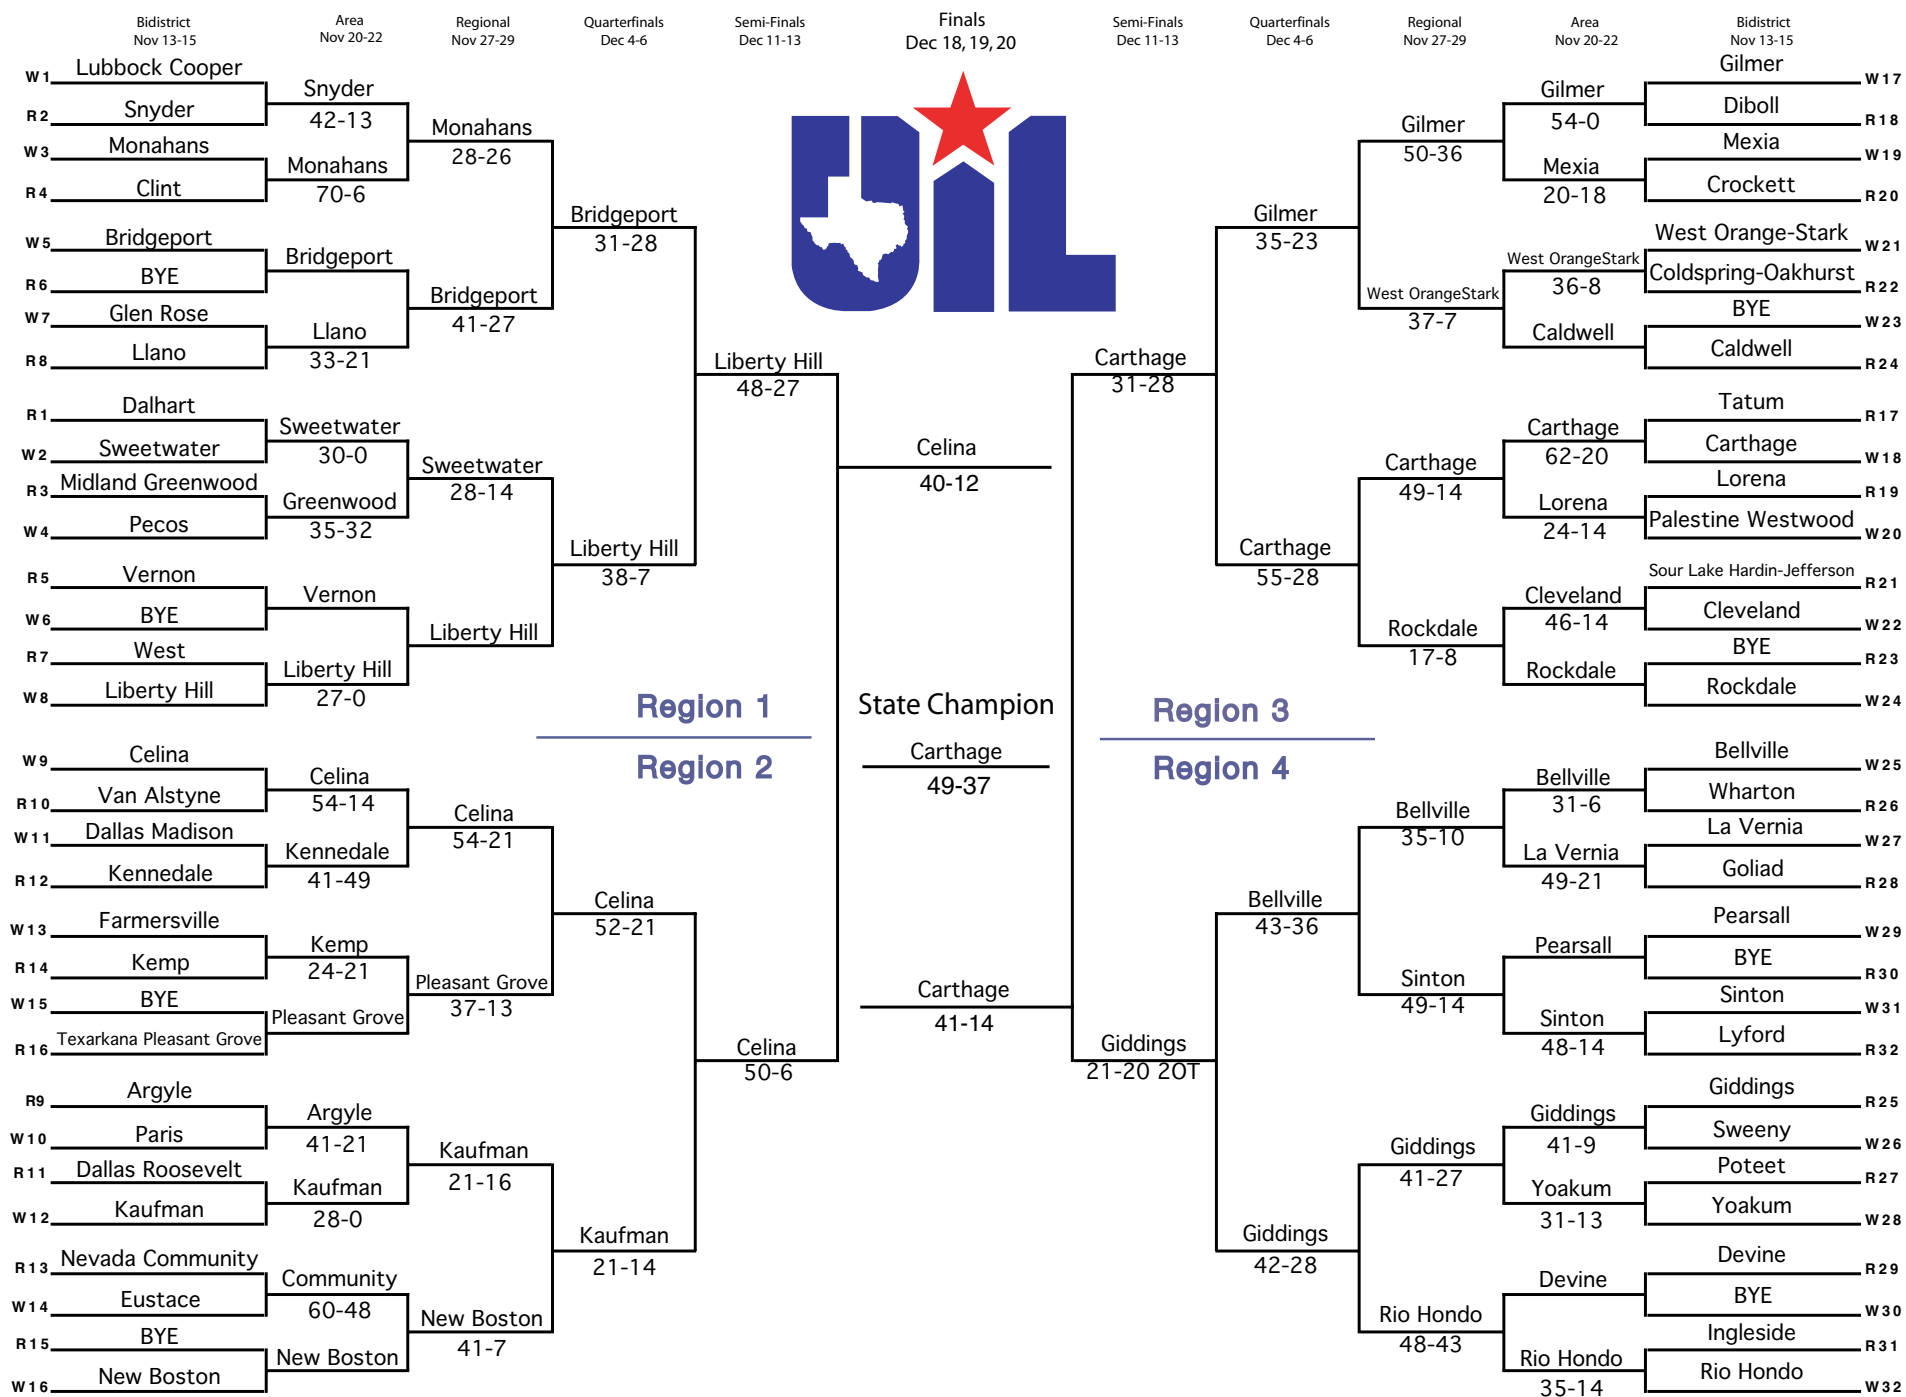 Bidistrict
Nov 13-15
Area
Nov 20-22
Regional
Nov 27-29
Quarterfinals
Dec 4-6
Semi-Finals
Dec 11-13
Finals
Dec 18, 19, 20
Semi-Finals
Dec 11-13
Quarterfinals
Dec 4-6
Regional
Nov 27-29
Area
Nov 20-22
Bidistrict
Nov 13-15
W1 Lubbock Cooper
R2 Snyder
W3 Monahans
R4 Clint
W5 Bridgeport
R6 BYE
W7 Glen Rose
R8 Llano
R1 Dalhart
W2 Sweetwater
R3 Midland Greenwood
W4 Pecos
R5 Vernon
W6 BYE
R7 West
W8 Liberty Hill
W9 Celina
R10 Van Alstyne
W11 Dallas Madison
R12 Kennedale
W13 Farmersville
R14 Kemp
W15 BYE
R16 Texarkana Pleasant Grove
R9 Argyle
W10 Paris
R11 Dallas Roosevelt
W12 Kaufman
R13 Nevada Community
W14 Eustace
R15 BYE
W16 New Boston
Snyder
42-13
Monahans
70-6
Bridgeport
Llano
33-21
Sweetwater
30-0
Greenwood
35-32
Vernon
Liberty Hill
27-0
Celina
54-14
Kennedale
41-49
Kemp
24-21
Pleasant Grove
Argyle
41-21
Kaufman
28-0
Community
60-48
New Boston
Monahans
28-26
Bridgeport
41-27
Sweetwater
28-14
Liberty Hill
Celina
54-21
Pleasant Grove
37-13
Kaufman
21-16
New Boston
41-7
Bridgeport
31-28
Liberty Hill
38-7
Celina
52-21
Kaufman
21-14
Liberty Hill
48-27
Celina
50-6
Region 1
Region 2
UIL
Celina
40-12
State Champion
Carthage
49-37
Carthage
41-14
Region 3
Region 4
Carthage
31-28
Giddings
21-20 2OT
Gilmer
35-23
Carthage
55-28
Bellville
43-36
Giddings
42-28
Gilmer
50-36
West OrangeStark
37-7
Carthage
49-14
Rockdale
17-8
Bellville
35-10
Sinton
49-14
Giddings
41-27
Rio Hondo
48-43
Gilmer
54-0
Mexia
20-18
West OrangeStark
36-8
Caldwell
Carthage
62-20
Lorena
24-14
Cleveland
46-14
Rockdale
Bellville
31-6
La Vernia
49-21
Pearsall
Sinton
48-14
Giddings
41-9
Yoakum
31-13
Devine
Rio Hondo
35-14
Gilmer W17
Diboll R18
Mexia W19
Crockett R20
West Orange-Stark W21
Coldspring-Oakhurst R22
BYE W23
Caldwell R24
Tatum R17
Carthage W18
Lorena R19
Palestine Westwood W20
Sour Lake Hardin-Jefferson R21
Cleveland W22
BYE R23
Rockdale W24
Bellville W25
Wharton R26
La Vernia W27
Goliad R28
Pearsall W29
BYE R30
Sinton W31
Lyford R32
Giddings R25
Sweeny W26
Poteet R27
Yoakum W28
Devine R29
BYE W30
Ingleside R31
Rio Hondo W32